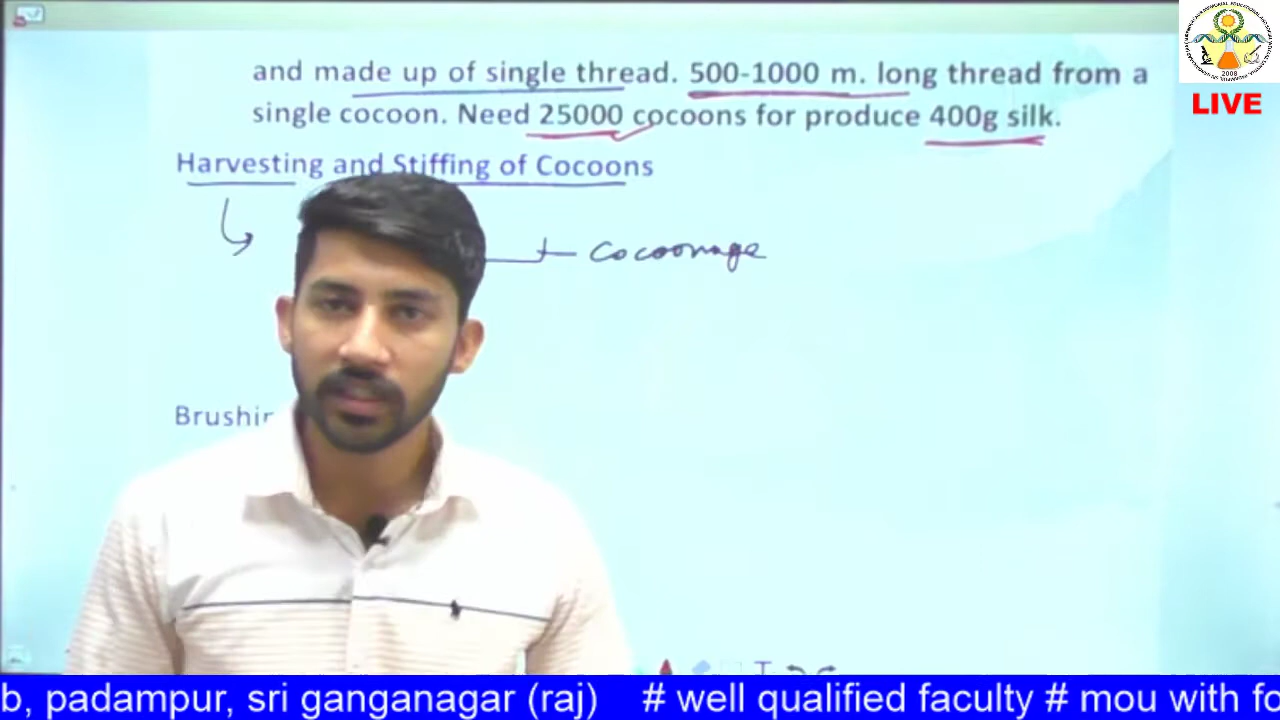 and made up of single thread. 500-1000 m. long thread from a
single cocoon. Need 25000 cocoons for produce 400g silk.
LIVE
Harvesting and Stiffing of Cocoons
Cocoonage
b, padampur, sri ganganagar (raj) # well qualified faculty # mou with fo
2008